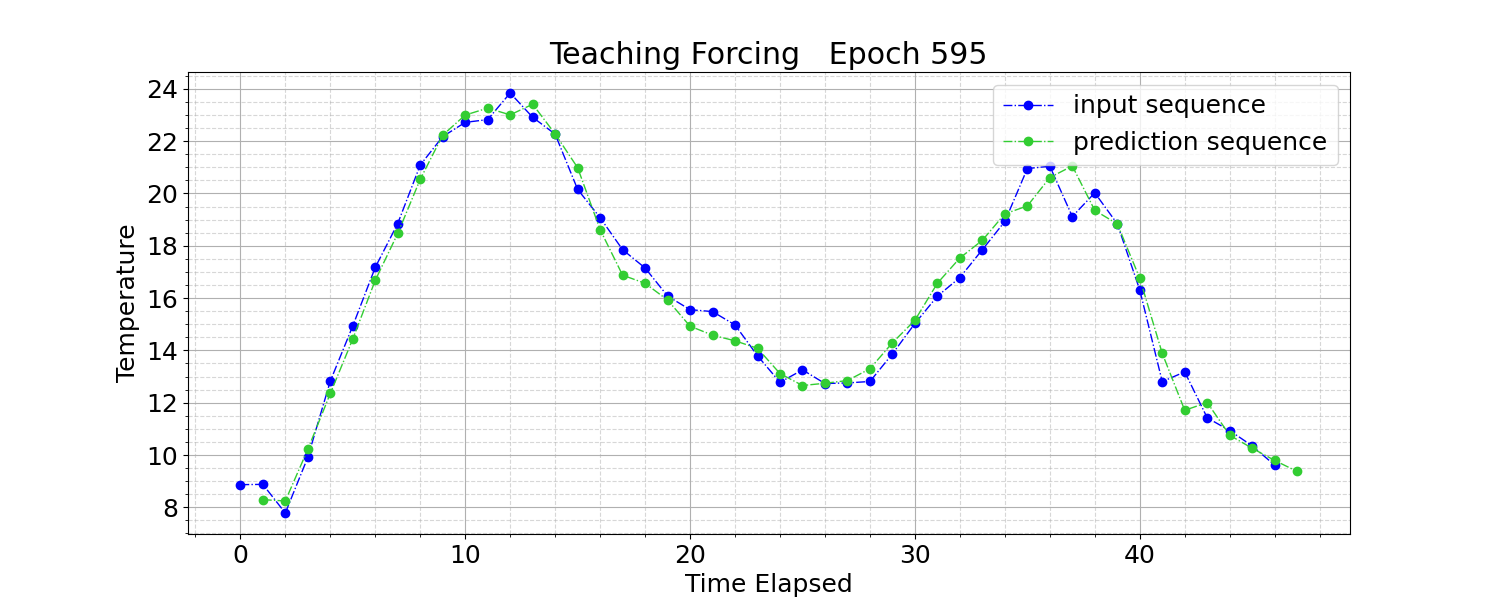 Teaching Forcing   Epoch 595
24
22
20
18
16
14
12
10
8
Temperature
input sequence
prediction sequence
0 10 20 30 40
Time Elapsed